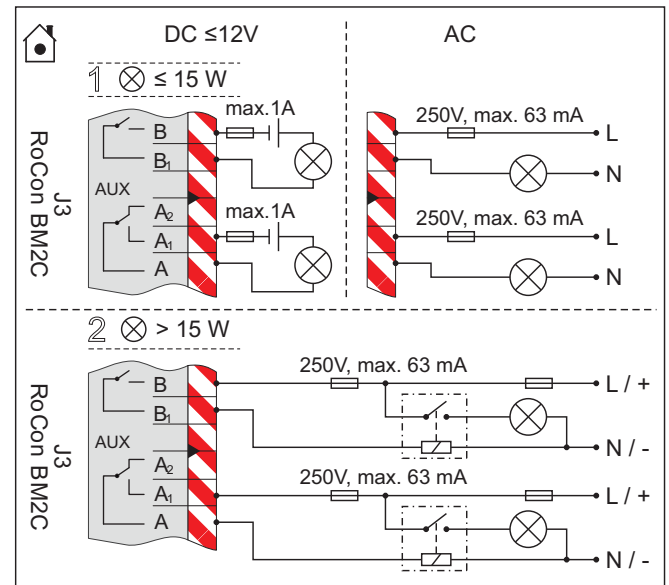 DC ≤12V
AC
1 ⊗ ≤ 15 W
max.1A
250V, max. 63 mA
B
L
B1
N
AUX
J3
RoCon BM2C
A2
max.1A
250V, max. 63 mA
A1
L
A
N
2 ⊗ > 15 W
250V, max. 63 mA
B
L / +
B1
N / -
AUX
J3
RoCon BM2C
A2
250V, max. 63 mA
A1
L / +
A
N / -